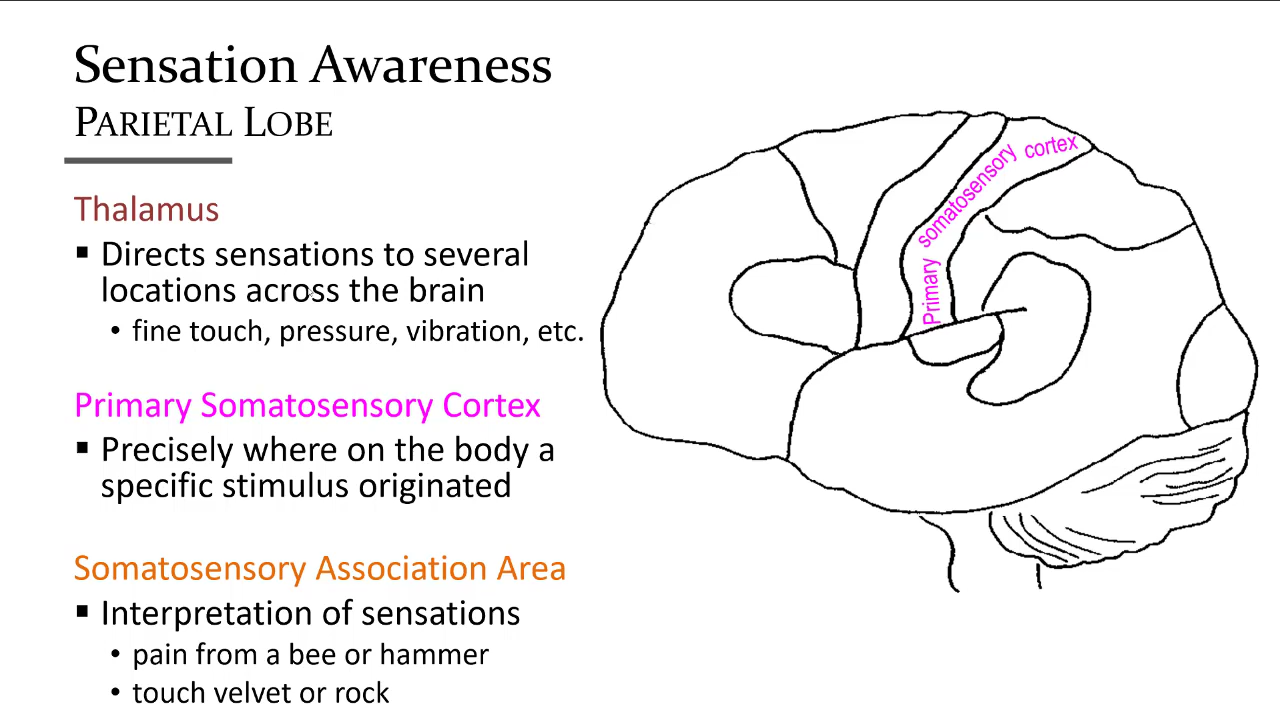 Sensation Awareness
PARIETAL LOBE
Thalamus
▪ Directs sensations to several
locations across the brain
• fine touch, pressure, vibration, etc.
Primary Somatosensory Cortex
▪ Precisely where on the body a
specific stimulus originated
Somatosensory Association Area
▪ Interpretation of sensations
• pain from a bee or hammer
• touch velvet or rock
Primary somatosensory cortex